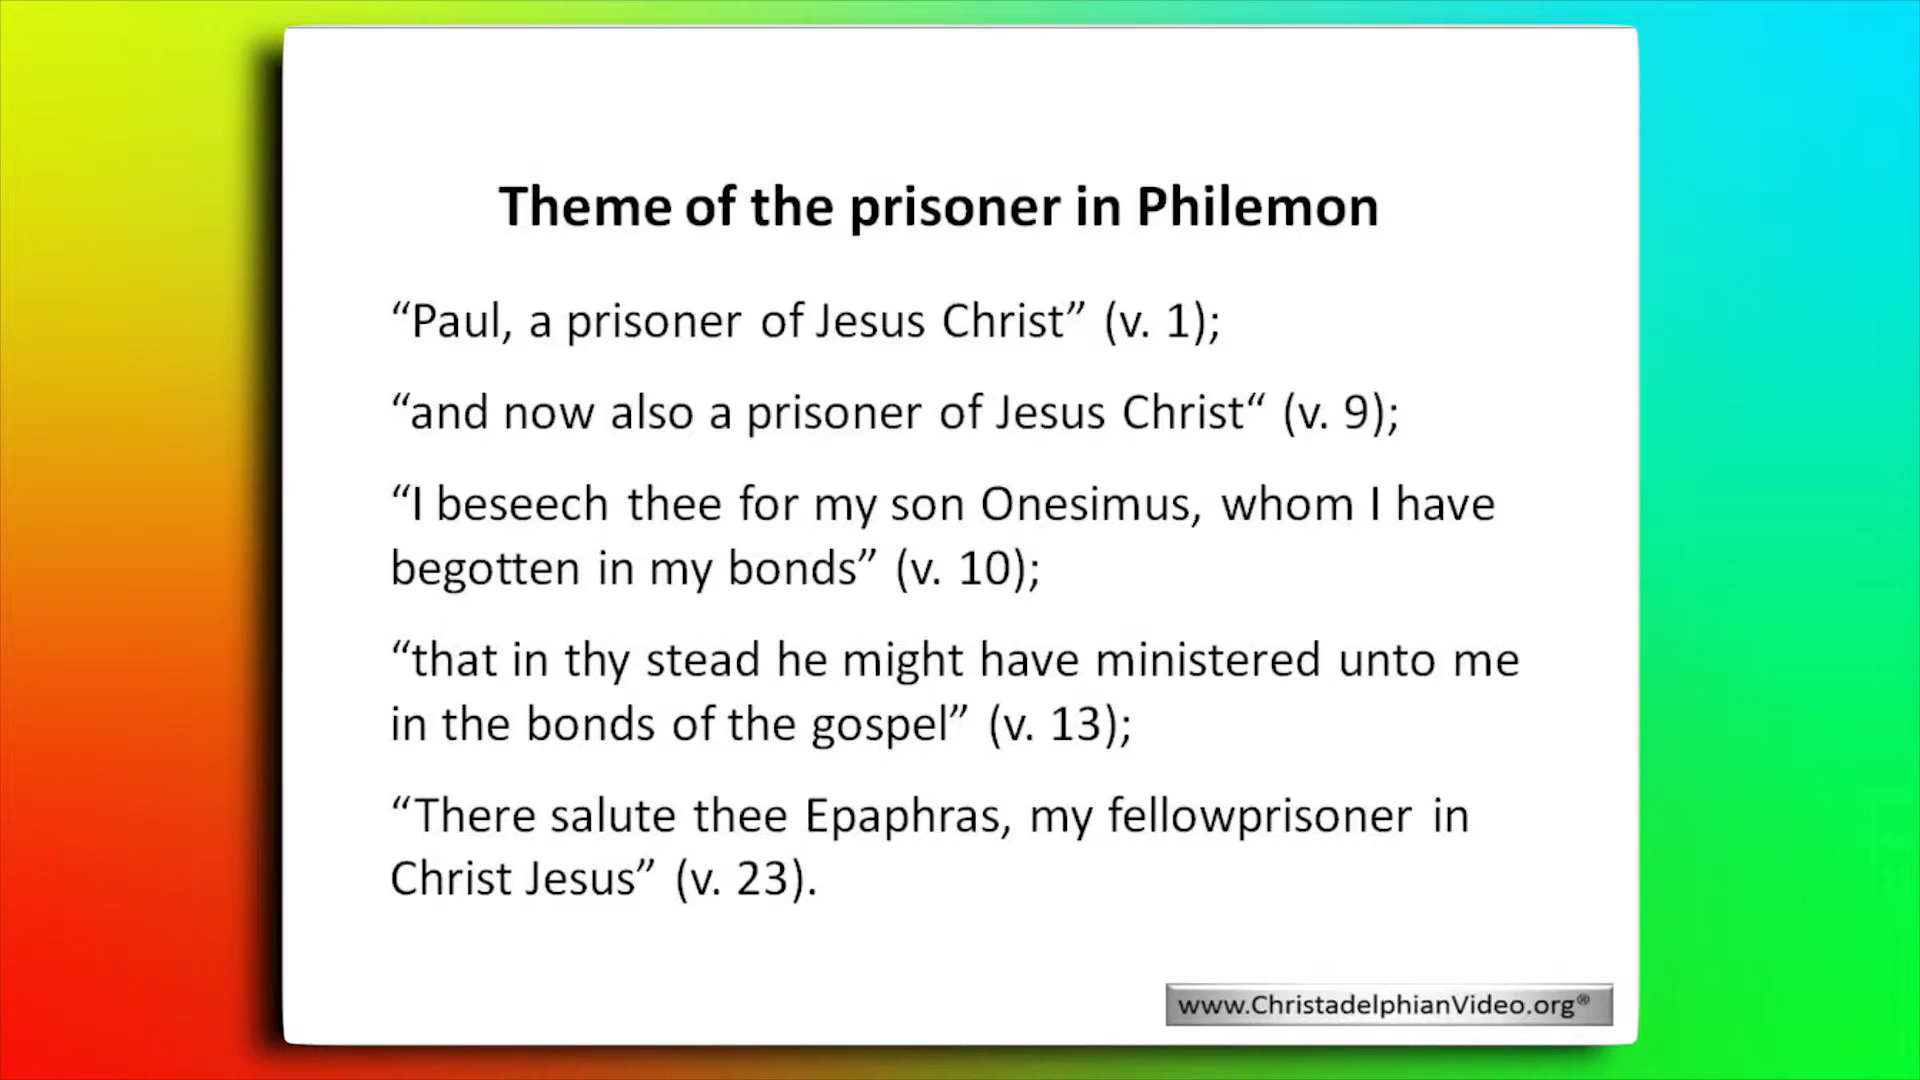 Theme of the prisoner in Philemon
“Paul, a prisoner of Jesus Christ” (v. 1);
“and now also a prisoner of Jesus Christ“ (v. 9);
“I beseech thee for my son Onesimus, whom I have
begotten in my bonds” (v. 10);
“that in thy stead he might have ministered unto me
in the bonds of the gospel” (v. 13);
“There salute thee Epaphras, my fellowprisoner in
Christ Jesus” (v. 23).
www.ChristadelphianVideo.org®